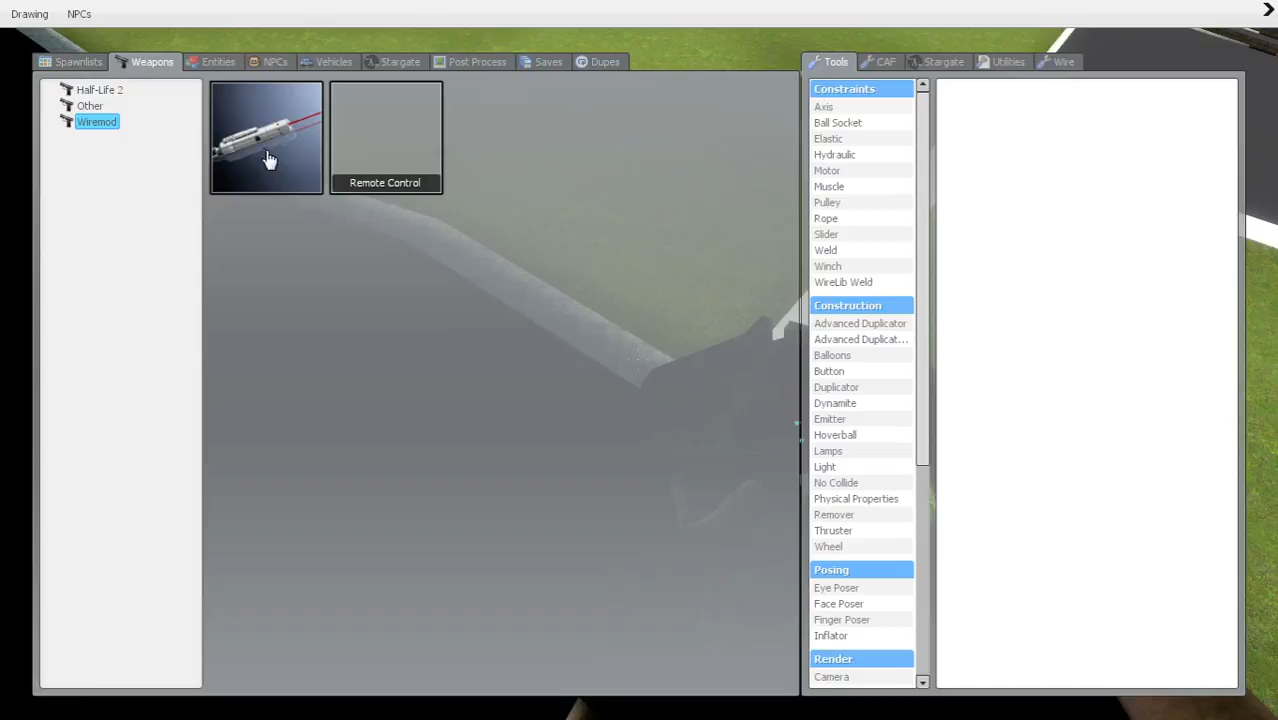 Drawing NPCs
Spawnlists Weapons Entities NPCs Vehicles Stargate Post Process Saves Dupes
Half-Life 2
Other
Wiremod
Remote Control
Tools CAF Stargate Utilities Wire
Constraints
Axis
Ball Socket
Elastic
Hydraulic
Motor
Muscle
Pulley
Rope
Slider
Weld
Winch
WireLib Weld
Construction
Advanced Duplicator
Advanced Duplicat...
Balloons
Button
Duplicator
Dynamite
Emitter
Hoverball
Lamps
Light
No Collide
Physical Properties
Remover
Thruster
Wheel
Posing
Eye Poser
Face Poser
Finger Poser
Inflator
Render
Camera